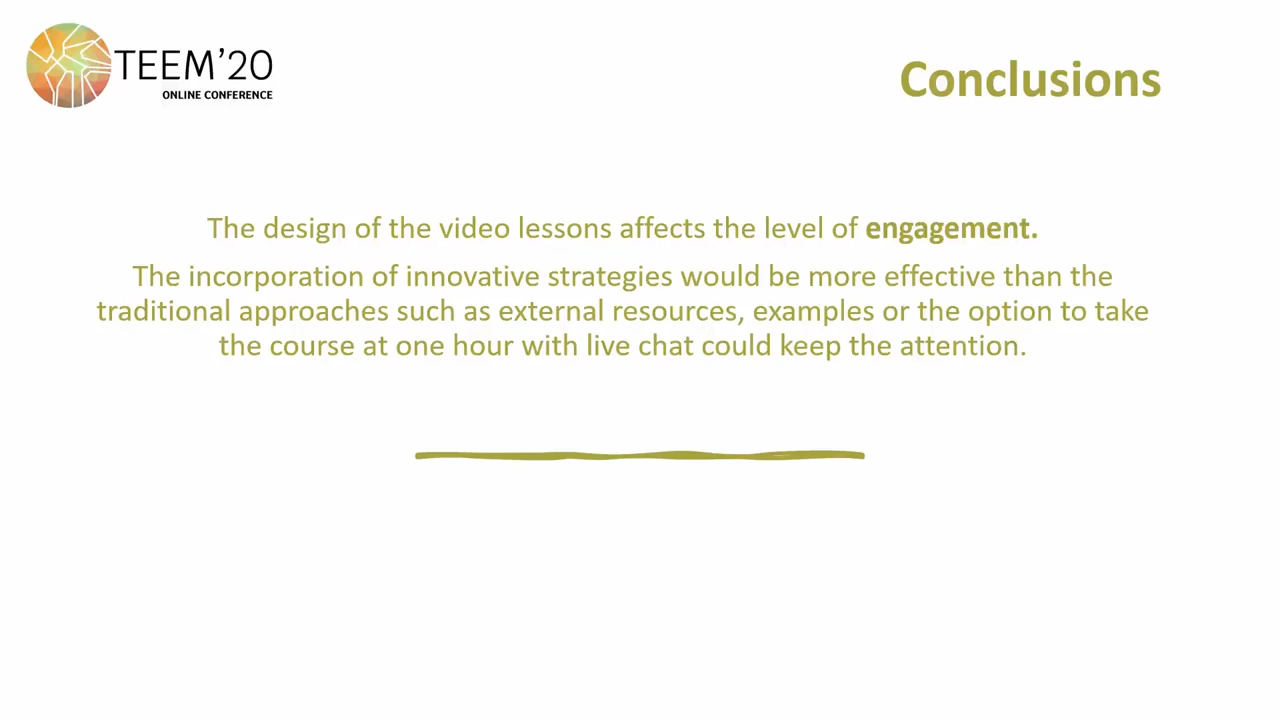 TEEM'20
ONLINE CONFERENCE
Conclusions
The design of the video lessons affects the level of engagement.
The incorporation of innovative strategies would be more effective than the
traditional approaches such as external resources, examples or the option to take
the course at one hour with live chat could keep the attention.